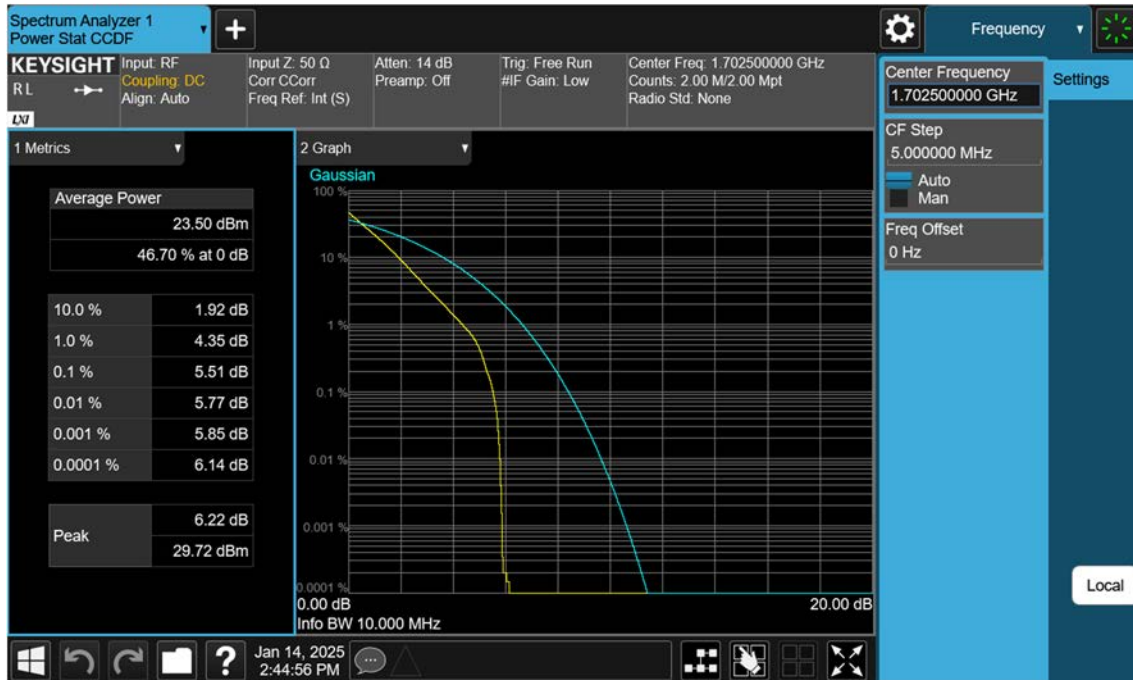 Spectrum Analyzer 1
Power Stat CCDF
Frequency
KEYSIGHT
R L
LXI
Input: RF
Coupling: DC
Align: Auto
Input Z: 50 Ω
Corr CCorr
Freq Ref: Int (S)
Atten: 14 dB
Preamp: Off
Trig: Free Run
#IF Gain: Low
Center Freq: 1.702500000 GHz
Counts: 2.00 M/2.00 Mpt
Radio Std: None
1 Metrics
Average Power
23.50 dBm
46.70 % at 0 dB
10.0 % 1.92 dB
1.0 % 4.35 dB
0.1 % 5.51 dB
0.01 % 5.77 dB
0.001 % 5.85 dB
0.0001 % 6.14 dB
Peak
6.22 dB
29.72 dBm
2 Graph
Gaussian
100 %
10 %
1 %
0.1 %
0.01 %
0.001 %
0.0001 %
0.00 dB 20.00 dB
Info BW 10.000 MHz
Center Frequency
1.702500000 GHz
CF Step
5.000000 MHz
Auto
Man
Freq Offset
0 Hz
Settings
Local
?
Jan 14, 2025
2:44:56 PM